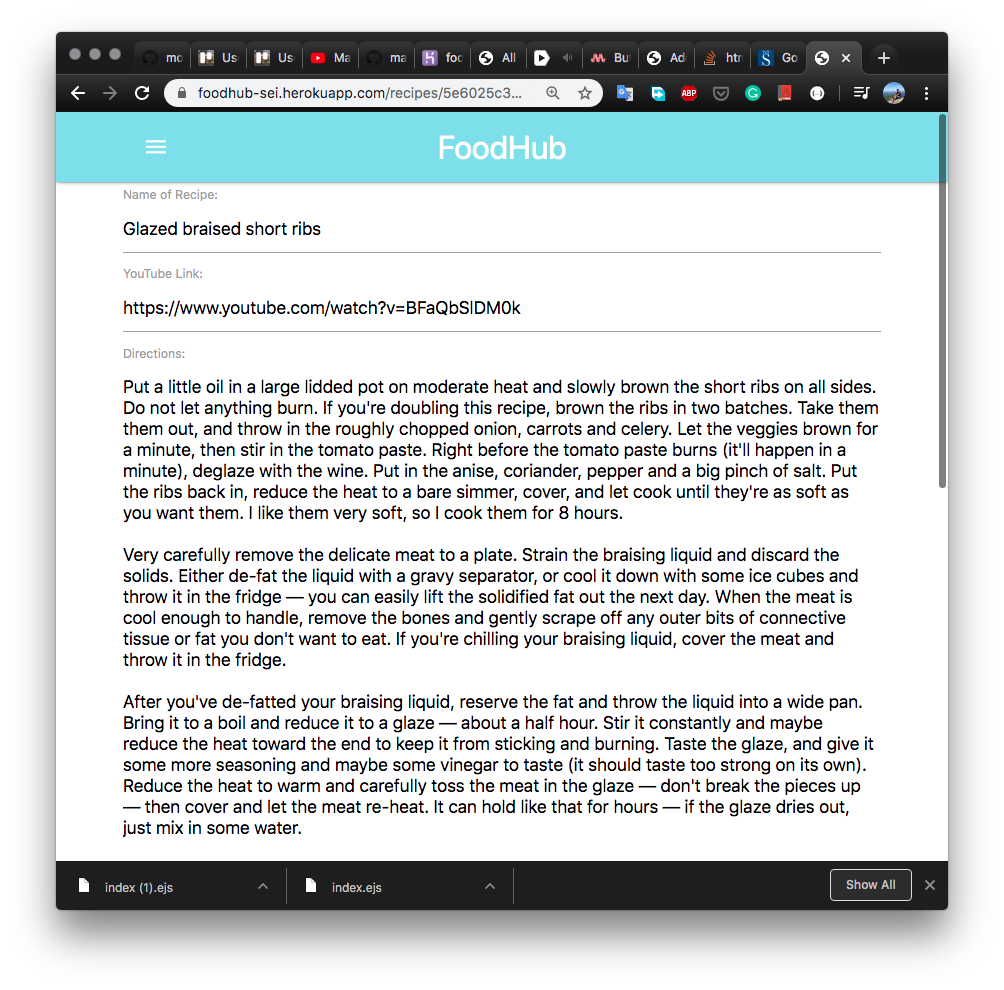 mo
Us
Us
Ma
ma
foc
All
Bu
Ad
htr
Go
foodhub-sei.herokuapp.com/recipes/5e6025c3...
ABP
FoodHub
Name of Recipe:
Glazed braised short ribs
YouTube Link:
https://www.youtube.com/watch?v=BFaQbSlDM0k
Directions:
Put a little oil in a large lidded pot on moderate heat and slowly brown the short ribs on all sides.
Do not let anything burn. If you're doubling this recipe, brown the ribs in two batches. Take them
them out, and throw in the roughly chopped onion, carrots and celery. Let the veggies brown for
a minute, then stir in the tomato paste. Right before the tomato paste burns (it'll happen in a
minute), deglaze with the wine. Put in the anise, coriander, pepper and a big pinch of salt. Put
the ribs back in, reduce the heat to a bare simmer, cover, and let cook until they're as soft as
you want them. I like them very soft, so I cook them for 8 hours.
Very carefully remove the delicate meat to a plate. Strain the braising liquid and discard the
solids. Either de-fat the liquid with a gravy separator, or cool it down with some ice cubes and
throw it in the fridge — you can easily lift the solidified fat out the next day. When the meat is
cool enough to handle, remove the bones and gently scrape off any outer bits of connective
tissue or fat you don't want to eat. If you're chilling your braising liquid, cover the meat and
throw it in the fridge.
After you've de-fatted your braising liquid, reserve the fat and throw the liquid into a wide pan.
Bring it to a boil and reduce it to a glaze — about a half hour. Stir it constantly and maybe
reduce the heat toward the end to keep it from sticking and burning. Taste the glaze, and give it
some more seasoning and maybe some vinegar to taste (it should taste too strong on its own).
Reduce the heat to warm and carefully toss the meat in the glaze — don't break the pieces up
— then cover and let the meat re-heat. It can hold like that for hours — if the glaze dries out,
just mix in some water.
index (1).ejs
index.ejs
Show All